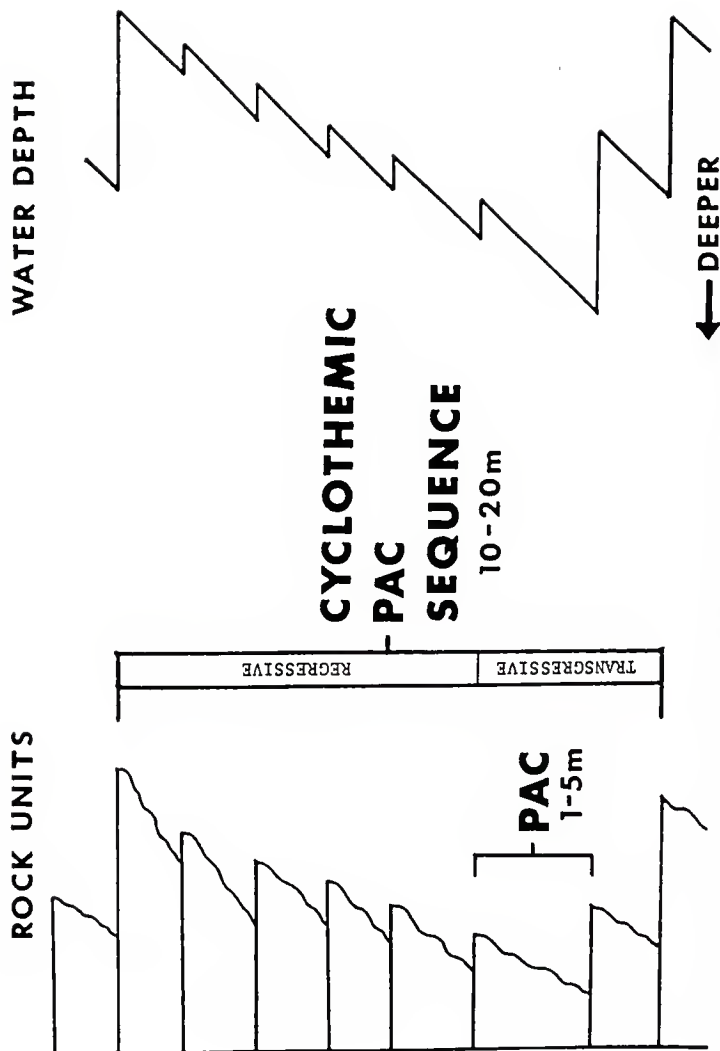 ROCK UNITS
WATER DEPTH
CYCLOTHEMIC
PAC
SEQUENCE
10-20m
REGRESSIVE
TRANSGRESSIVE
PAC
1-5m
DEEPER